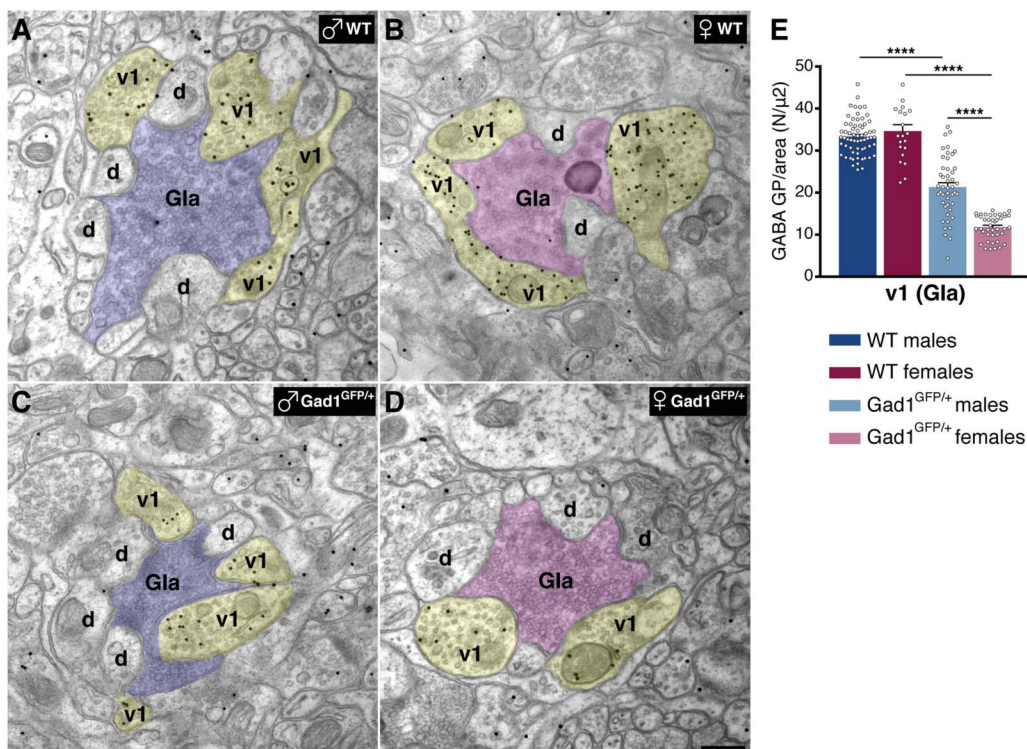 A
♂ WT
v1
d
v1
d
v1
Gla
d
d
v1
B
♀ WT
v1
d
v1
v1
Gla
d
v1
C
♂ Gad1GFP/+
v1
d
d
v1
Gla
d
v1
d
v1
D
♀ Gad1GFP/+
d
d
d
Gla
v1
v1
E
****
****
****
GABA GP/area (N/µ2)
50
40
30
20
10
0
v1 (Gla)
WT males
WT females
Gad1GFP/+ males
Gad1GFP/+ females